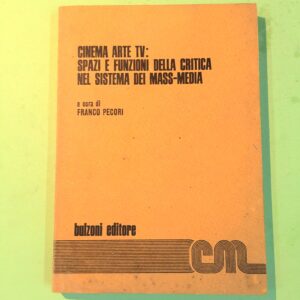 CINEMA ARTE TV:
SPAZI E FUNZIONI DELLA CRITICA
NEL SISTEMA DEI MASS-MEDIA
a cura di
FRANCO PECORI
bulzoni editore
cm